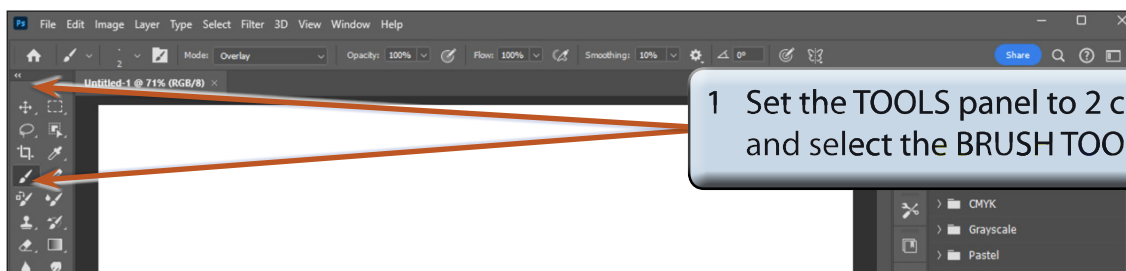 Ps File Edit Image Layer Type Select Filter 3D View Window Help
2 Mode: Overlay Opacity: 100% Flow: 100% Smoothing: 10% 0° Share
Untitled-1 @ 71% (RGB/8) ×
1 Set the TOOLS panel to 2 c
and select the BRUSH TOO
CMYK
Grayscale
Pastel